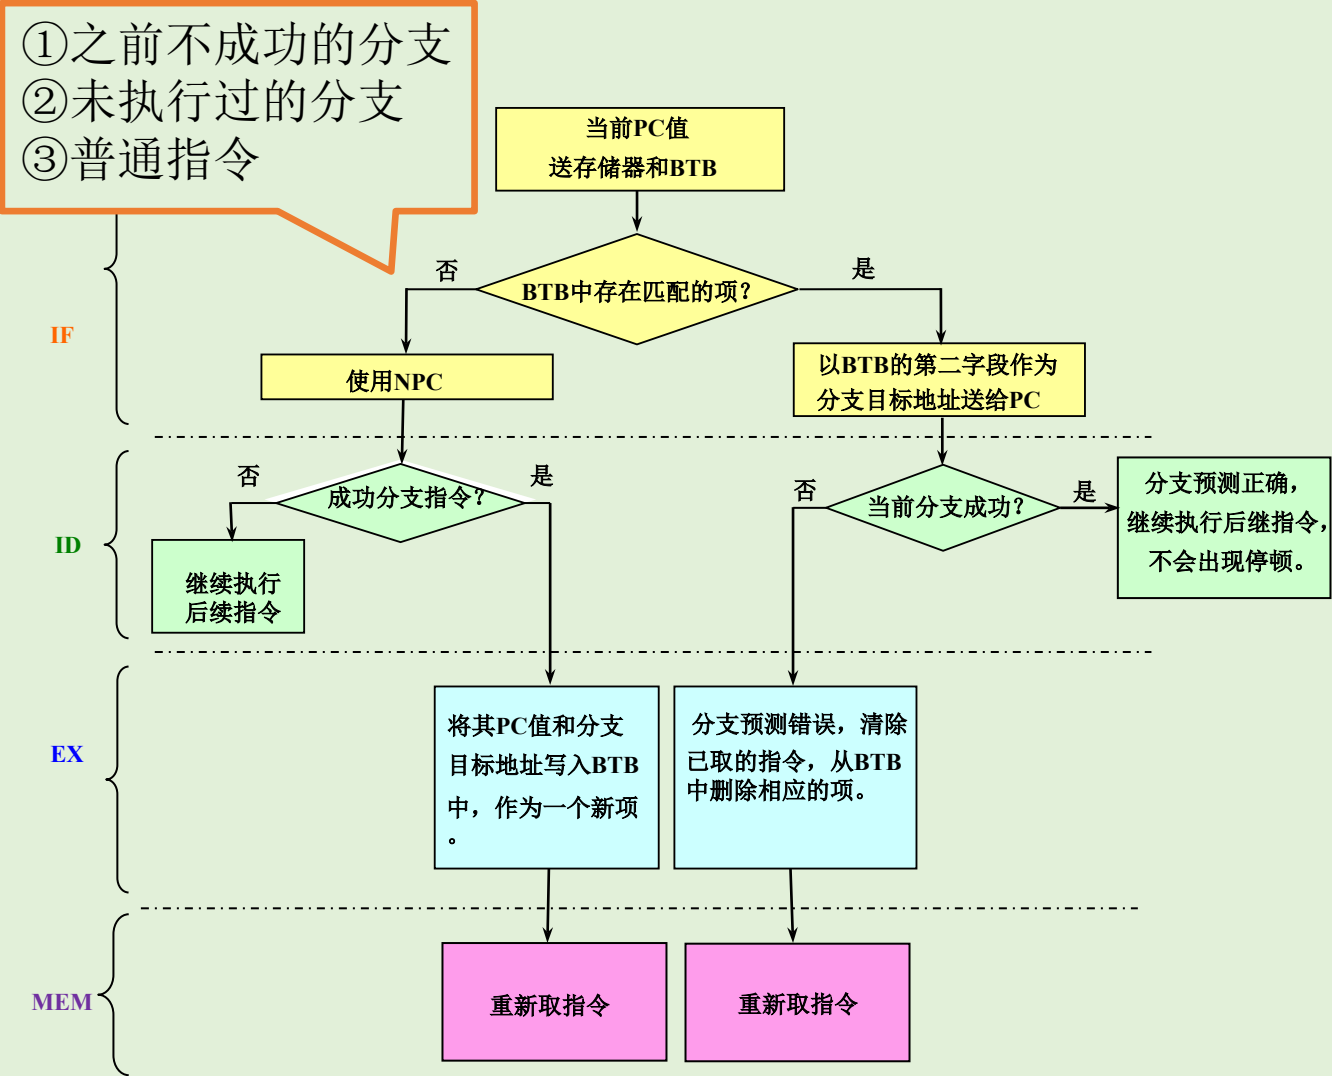 ①之前不成功的分支
②未执行过的分支
③普通指令
当前PC值
送存储器和BTB
否
BTB中存在匹配的项？
是
IF
使用NPC
以BTB的第二字段作为
分支目标地址送给PC
否
成功分支指令？
是
否
当前分支成功？
是
分支预测正确，
继续执行后继指令，
不会出现停顿。
ID
继续执行
后续指令
EX
将其PC值和分支
目标地址写入BTB
中，作为一个新项
。
分支预测错误，清除
已取的指令，从BTB
中删除相应的项。
MEM
重新取指令
重新取指令